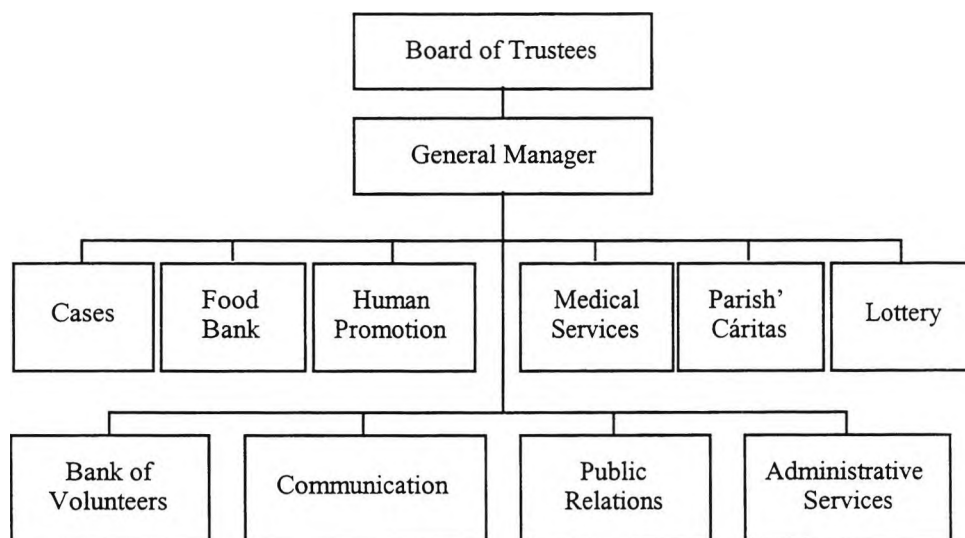 Board of Trustees
General Manager
Cases
Food
Bank
Human
Promotion
Medical
Services
Parish'
Cáritas
Lottery
Bank of
Volunteers
Communication
Public
Relations
Administrative
Services